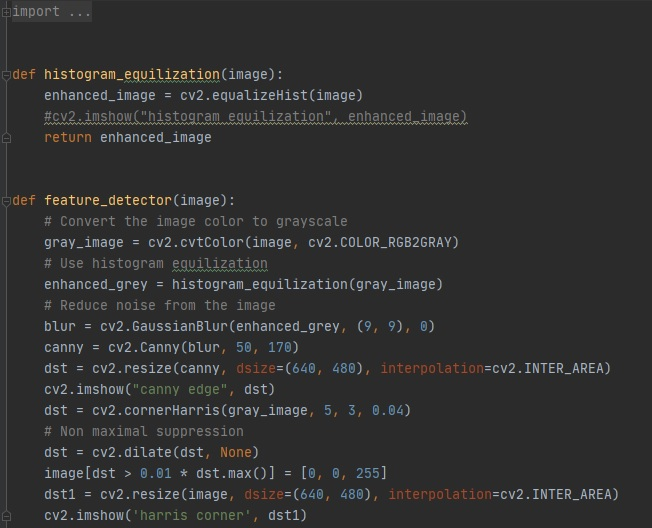 import ...
def histogram_equilization(image):
    enhanced_image = cv2.equalizeHist(image)
    #cv2.imshow("histogram equilization", enhanced_image)
    return enhanced_image
def feature_detector(image):
    # Convert the image color to grayscale
    gray_image = cv2.cvtColor(image, cv2.COLOR_RGB2GRAY)
    # Use histogram equilization
    enhanced_grey = histogram_equilization(gray_image)
    # Reduce noise from the image
    blur = cv2.GaussianBlur(enhanced_grey, (9, 9), 0)
    canny = cv2.Canny(blur, 50, 170)
    dst = cv2.resize(canny, dsize=(640, 480), interpolation=cv2.INTER_AREA)
    cv2.imshow("canny edge", dst)
    dst = cv2.cornerHarris(gray_image, 5, 3, 0.04)
    # Non maximal suppression
    dst = cv2.dilate(dst, None)
    image[dst > 0.01 * dst.max()] = [0, 0, 255]
    dst1 = cv2.resize(image, dsize=(640, 480), interpolation=cv2.INTER_AREA)
    cv2.imshow('harris corner', dst1)